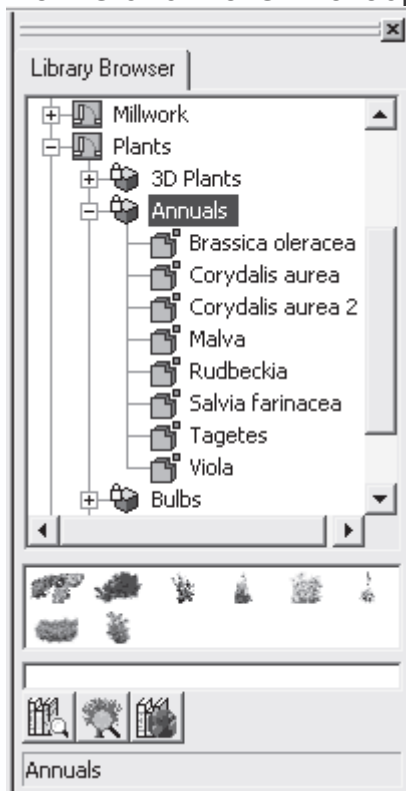 Library Browser
Millwork
Plants
3D Plants
Annuals
Brassica oleracea
Corydalis aurea
Corydalis aurea 2
Malva
Rudbeckia
Salvia farinacea
Tagetes
Viola
Bulbs
Annuals